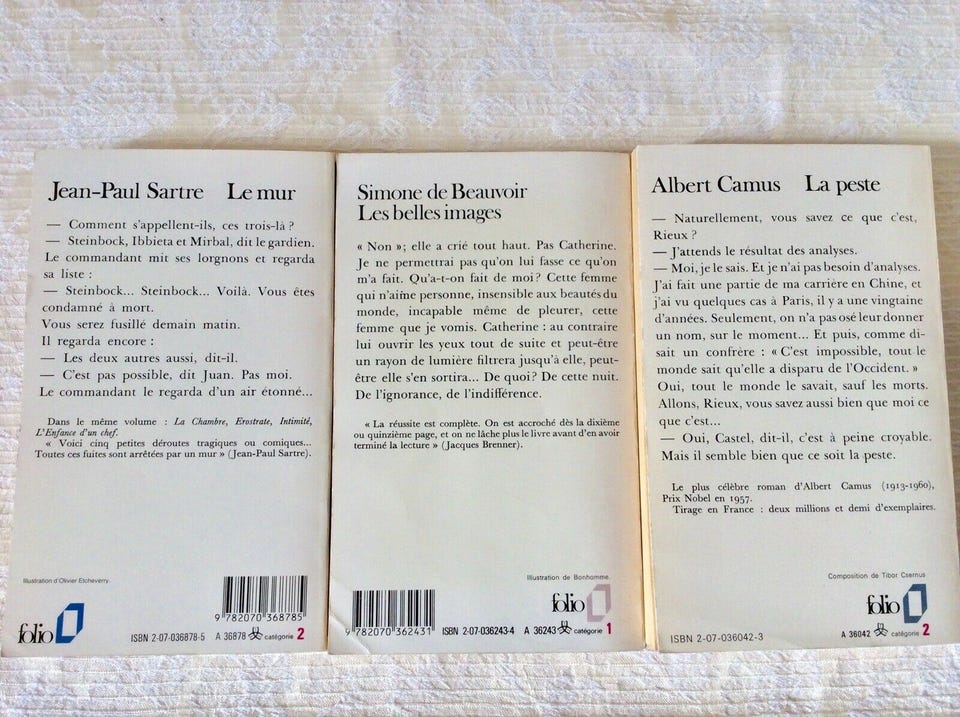 Jean-Paul Sartre Le mur
— Comment s'appellent-ils, ces trois-là ?
— Steinbock, Ibbieta et Mirbal, dit le gardien.
Le commandant mit ses lorgnons et regarda
sa liste :
— Steinbock... Steinbock... Voilà. Vous êtes
condamné à mort.
Vous serez fusillé demain matin.
Il regarda encore :
— Les deux autres aussi, dit-il.
— C'est pas possible, dit Juan. Pas moi.
Le commandant le regarda d'un air étonné...
Dans le même volume : La Chambre, Erostrate, Intimité,
L'Enfance d'un chef.
« Voici cinq petites déroutes tragiques ou comiques...
Toutes ces fuites sont arrêtées par un mur » (Jean-Paul Sartre).
Illustration d'Olivier Etcheverry.
9 782070 368785
folio
ISBN 2-07-036878-5 A 36878 catégorie 2
Simone de Beauvoir
Les belles images
« Non » ; elle a crié tout haut. Pas Catherine.
Je ne permettrai pas qu'on lui fasse ce qu'on
m'a fait. Qu'a-t-on fait de moi ? Cette femme
qui n'aime personne, insensible aux beautés du
monde, incapable même de pleurer, cette
femme que je vomis. Catherine : au contraire
lui ouvrir les yeux tout de suite et peut-être
un rayon de lumière filtrera jusqu'à elle, peut-
être elle s'en sortira... De quoi ? De cette nuit.
De l'ignorance, de l'indifférence.
« La réussite est complète. On est accroché dès la dixième
ou quinzième page, et on ne lâche plus le livre avant d'en avoir
terminé la lecture » (Jacques Brenner).
Illustration de Bonhomme.
folio
9 782070 362431
ISBN 2-07-036243-4 A 36243 catégorie 1
Albert Camus La peste
— Naturellement, vous savez ce que c'est,
Rieux ?
— J'attends le résultat des analyses.
— Moi, je le sais. Et je n'ai pas besoin d'analyses.
J'ai fait une partie de ma carrière en Chine, et
j'ai vu quelques cas à Paris, il y a une vingtaine
d'années. Seulement, on n'a pas osé leur donner
un nom, sur le moment... Et puis, comme di-
sait un confrère : « C'est impossible, tout le
monde sait qu'elle a disparu de l'Occident. »
Oui, tout le monde le savait, sauf les morts.
Allons, Rieux, vous savez aussi bien que moi ce
que c'est...
— Oui, Castel, dit-il, c'est à peine croyable.
Mais il semble bien que ce soit la peste.
Le plus célèbre roman d'Albert Camus (1913-1960),
Prix Nobel en 1957.
Tirage en France : deux millions et demi d'exemplaires.
Composition de Tibor Csernus
folio
ISBN 2-07-036042-3 A 36042 catégorie 2